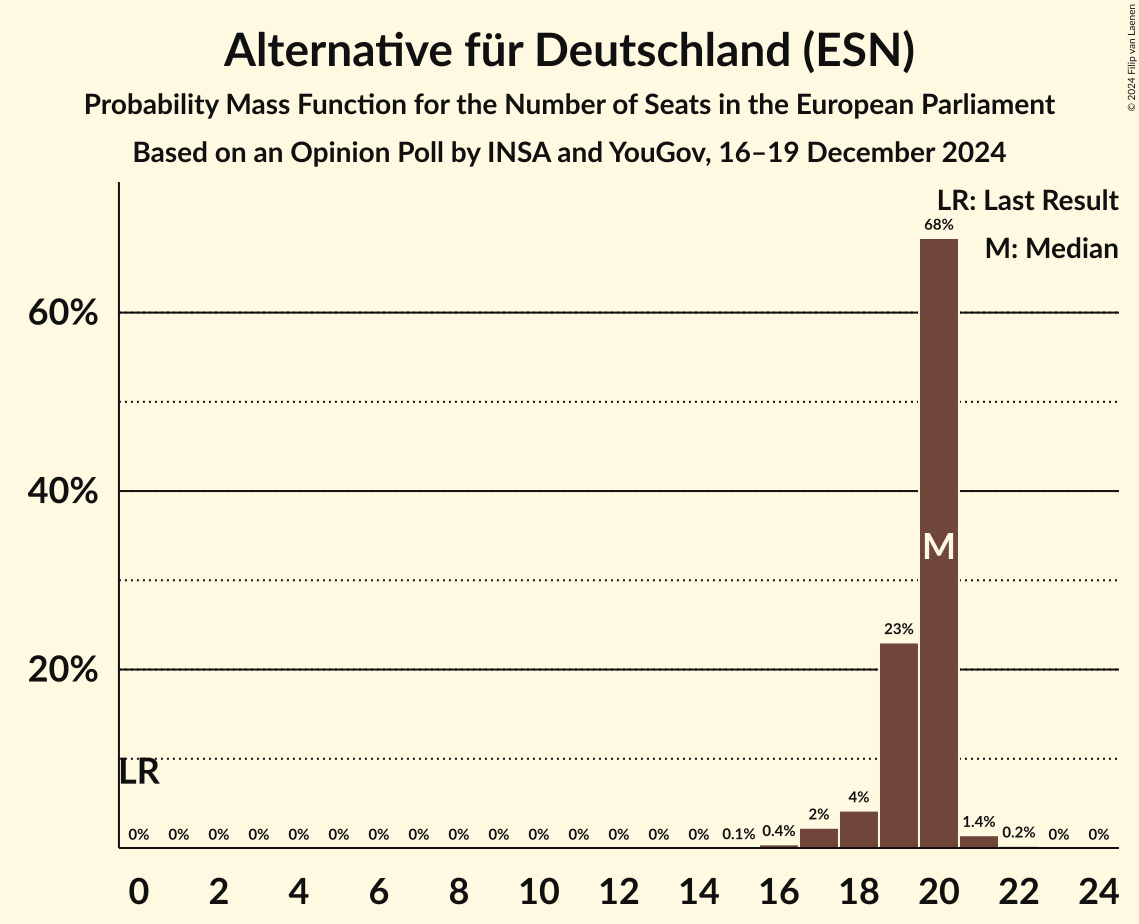 Alternative für Deutschland (ESN)
Probability Mass Function for the Number of Seats in the European Parliament
Based on an Opinion Poll by INSA and YouGov, 16–19 December 2024
© 2024 Filip van Laenen
LR: Last Result
M: Median
60%
40%
20%
68%
M
23%
LR
0% 0% 0% 0% 0% 0% 0% 0% 0% 0% 0% 0% 0% 0% 0% 0.1% 0.4% 2% 4% 1.4% 0.2% 0% 0%
0 2 4 6 8 10 12 14 16 18 20 22 24